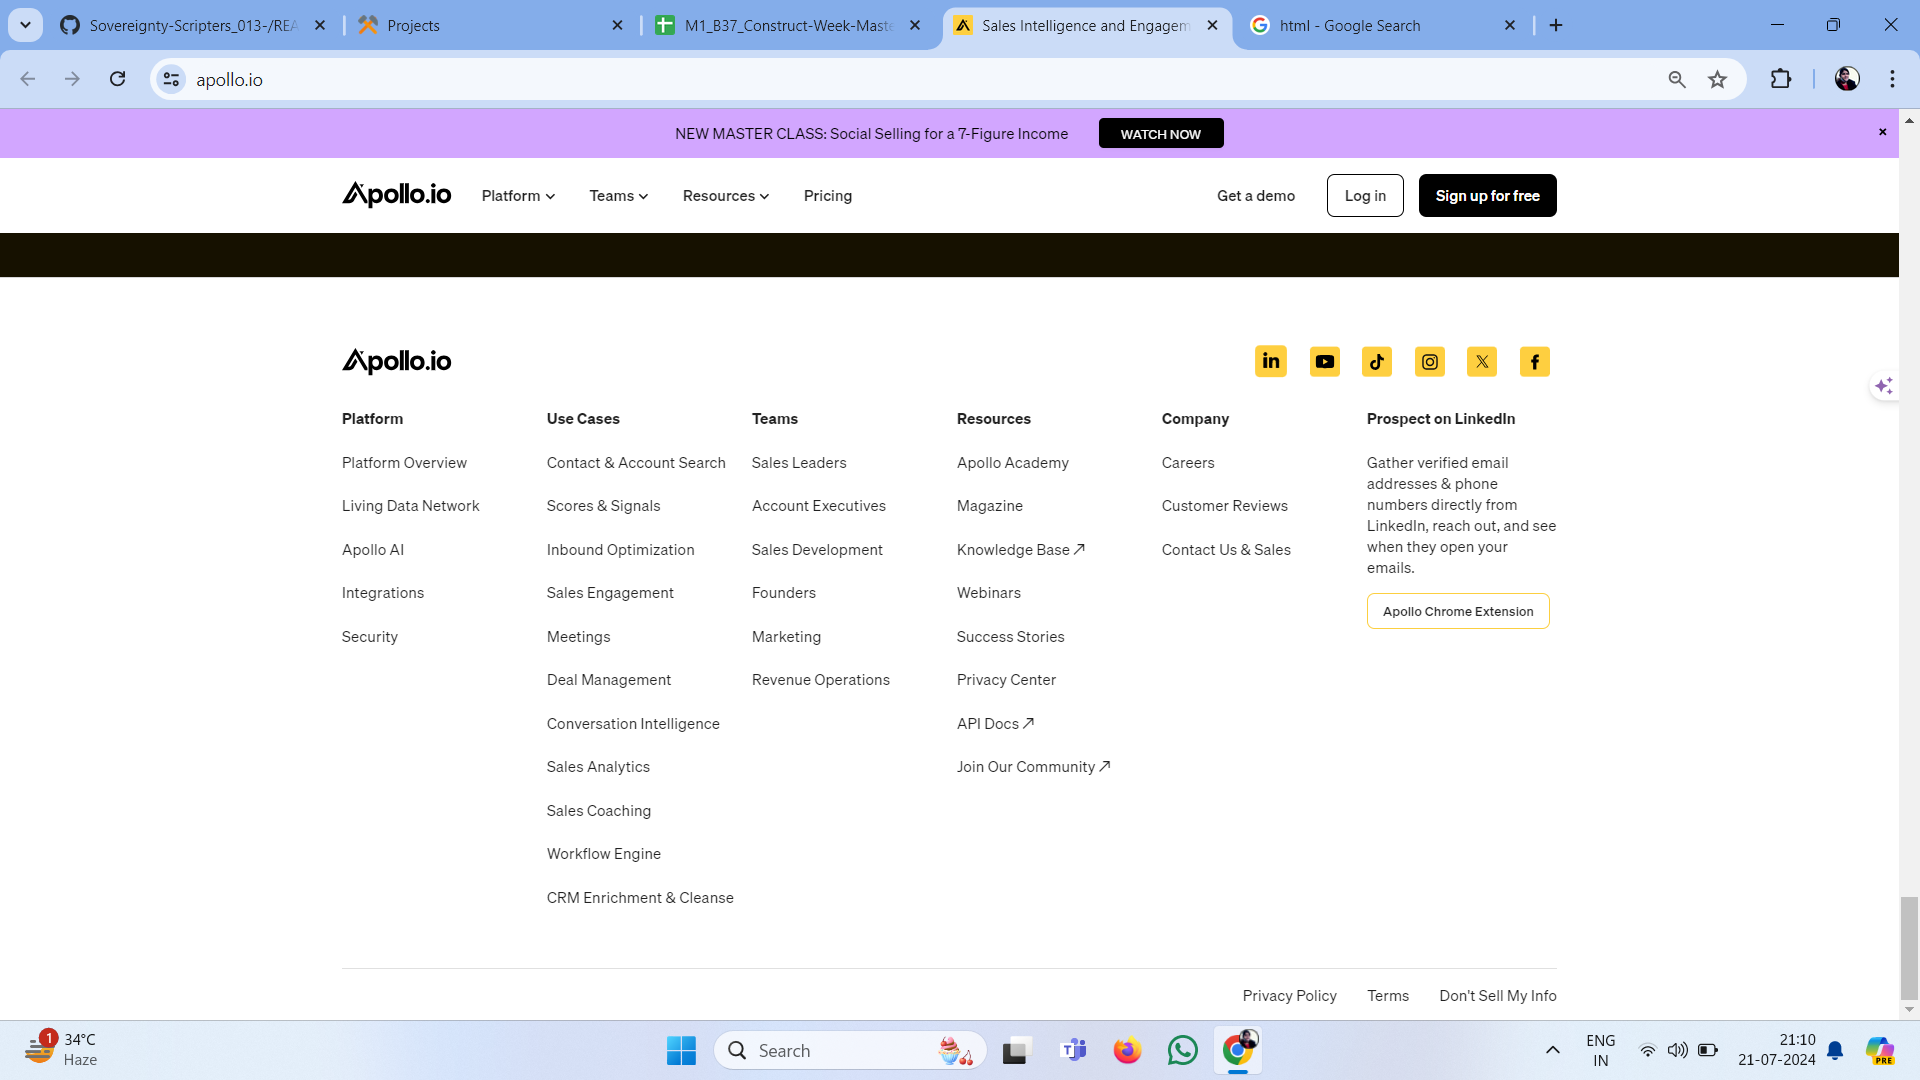 Sovereignty-Scripters_013-/REA
Projects
M1_B37_Construct-Week-Maste
Sales Intelligence and Engagem
html - Google Search
apollo.io
NEW MASTER CLASS: Social Selling for a 7-Figure Income
WATCH NOW
Apollo.io
Platform
Teams
Resources
Pricing
Get a demo
Log in
Sign up for free
Apollo.io
Platform
Platform Overview
Living Data Network
Apollo AI
Integrations
Security
Use Cases
Contact & Account Search
Scores & Signals
Inbound Optimization
Sales Engagement
Meetings
Deal Management
Conversation Intelligence
Sales Analytics
Sales Coaching
Workflow Engine
CRM Enrichment & Cleanse
Teams
Sales Leaders
Account Executives
Sales Development
Founders
Marketing
Revenue Operations
Resources
Apollo Academy
Magazine
Knowledge Base
Webinars
Success Stories
Privacy Center
API Docs
Join Our Community
Company
Careers
Customer Reviews
Contact Us & Sales
Prospect on LinkedIn
Gather verified email
addresses & phone
numbers directly from
LinkedIn, reach out, and see
when they open your
emails.
Apollo Chrome Extension
Privacy Policy
Terms
Don't Sell My Info
1
34°C
Haze
Search
ENG
IN
21:10
21-07-2024
PRE